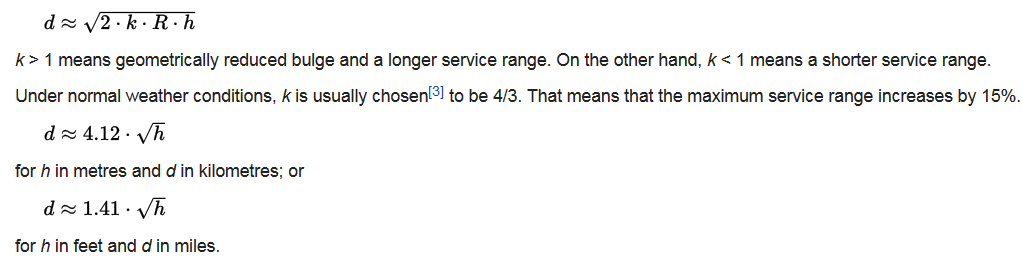 d ≈ √2 · k · R · h
k > 1 means geometrically reduced bulge and a longer service range. On the other hand, k < 1 means a shorter service range.
Under normal weather conditions, k is usually chosen[3] to be 4/3. That means that the maximum service range increases by 15%.
d ≈ 4.12 · √h
for h in metres and d in kilometres; or
d ≈ 1.41 · √h
for h in feet and d in miles.